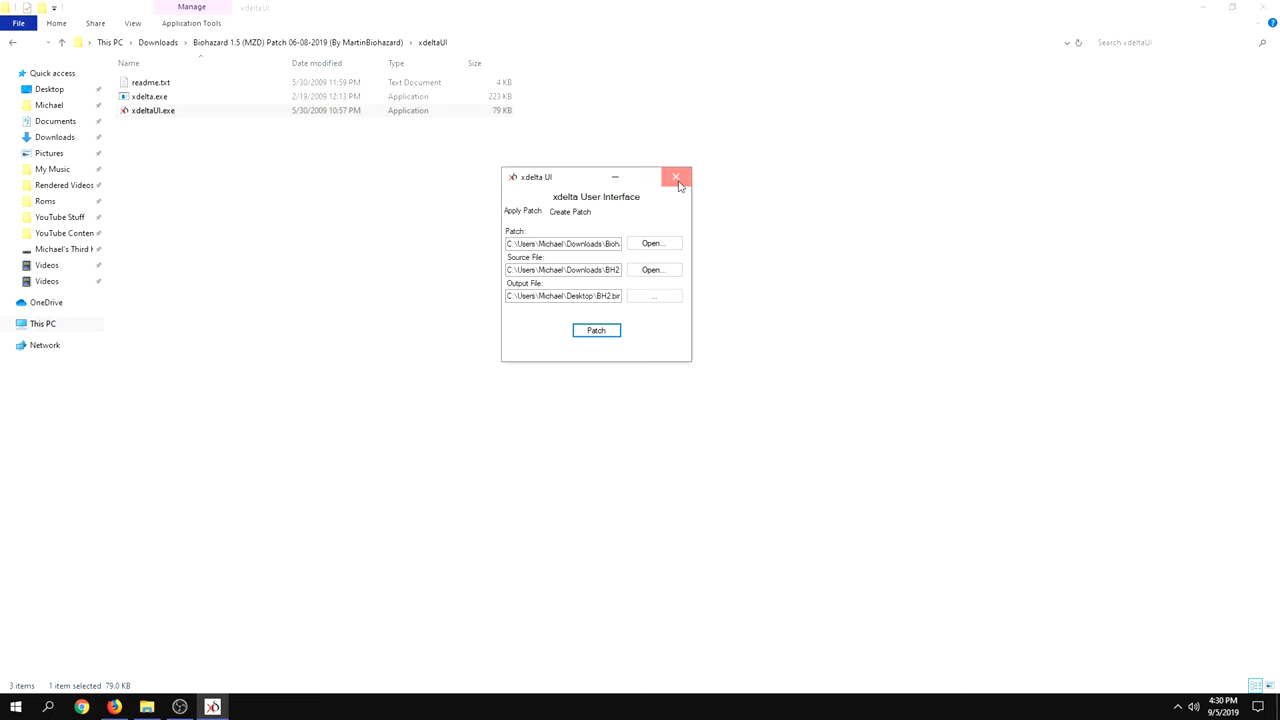 Manage
xdeltaUI
File Home Share View Application Tools
This PC Downloads Biohazard 1.5 (MZD) Patch 06-08-2019 (By MartinBiohazard) xdeltaUI
Search xdeltaUI
Name Date modified Type Size
Quick access
readme.txt 5/30/2009 11:59 PM Text Document 4 KB
Desktop
xdelta.exe 2/19/2009 12:13 PM Application 223 KB
Michael
xdeltaUI.exe 5/30/2009 10:57 PM Application 79 KB
Documents
Downloads
Pictures
My Music
Rendered Videos
Roms
YouTube Stuff
YouTube Conten
Michael's Third H
Videos
Videos
OneDrive
This PC
Network
xdelta UI
xdelta User Interface
Apply Patch Create Patch
Patch:
C:\Users\Michael\Downloads\Bioh Open...
Source File:
C:\Users\Michael\Downloads\BH2 Open...
Output File:
C:\Users\Michael\Desktop\BH2.bir ...
Patch
3 items 1 item selected 79.0 KB
4:30 PM
9/5/2019